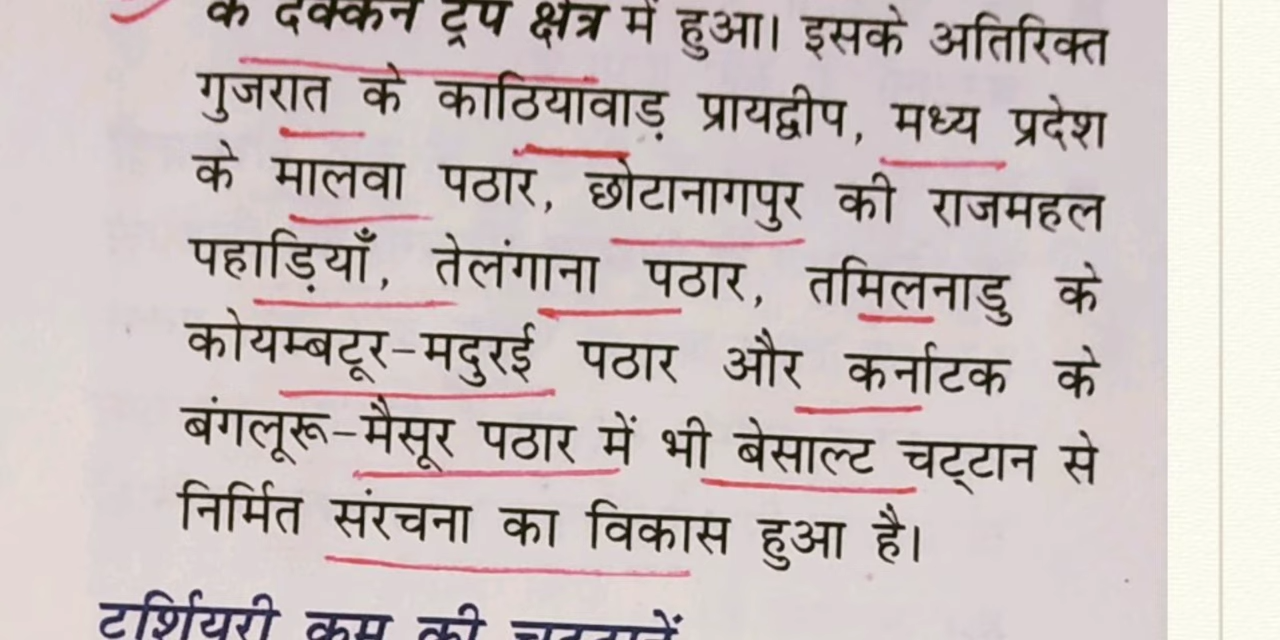 के दक्कन ट्रैप क्षेत्र में हुआ। इसके अतिरिक्त
गुजरात के काठियावाड़ प्रायद्वीप, मध्य प्रदेश
के मालवा पठार, छोटानागपुर की राजमहल
पहाड़ियाँ, तेलंगाना पठार, तमिलनाडु के
कोयम्बटूर-मदुरई पठार और कर्नाटक के
बंगलूरू-मैसूर पठार में भी बेसाल्ट चट्टान से
निर्मित संरचना का विकास हुआ है।
टर्शियरी क्रम की चट्टानें